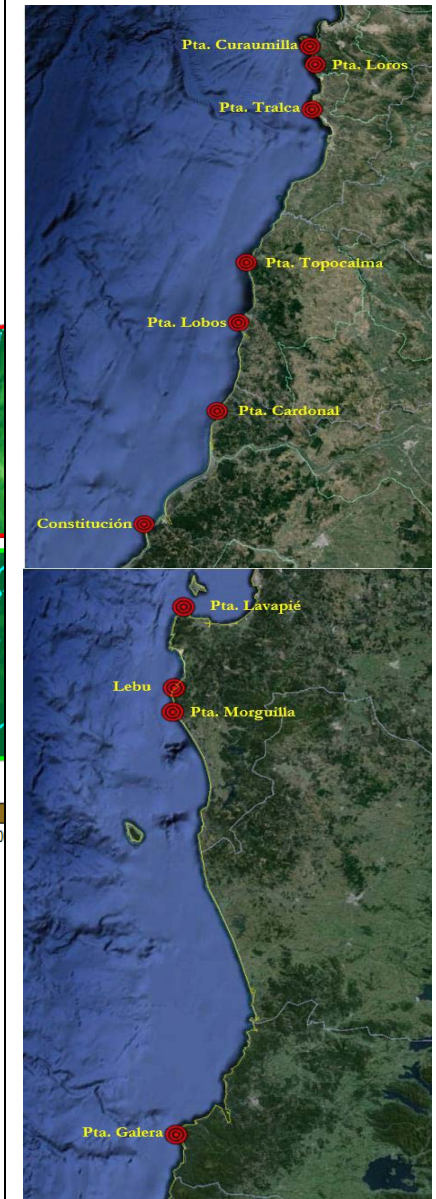 Pta. Curaumilla
Pta. Loros
Pta. Tralca
Pta. Topocalma
Pta. Lobos
Pta. Cardonal
Constitución
Pta. Lavapié
Lebu
Pta. Morguilla
Pta. Galera